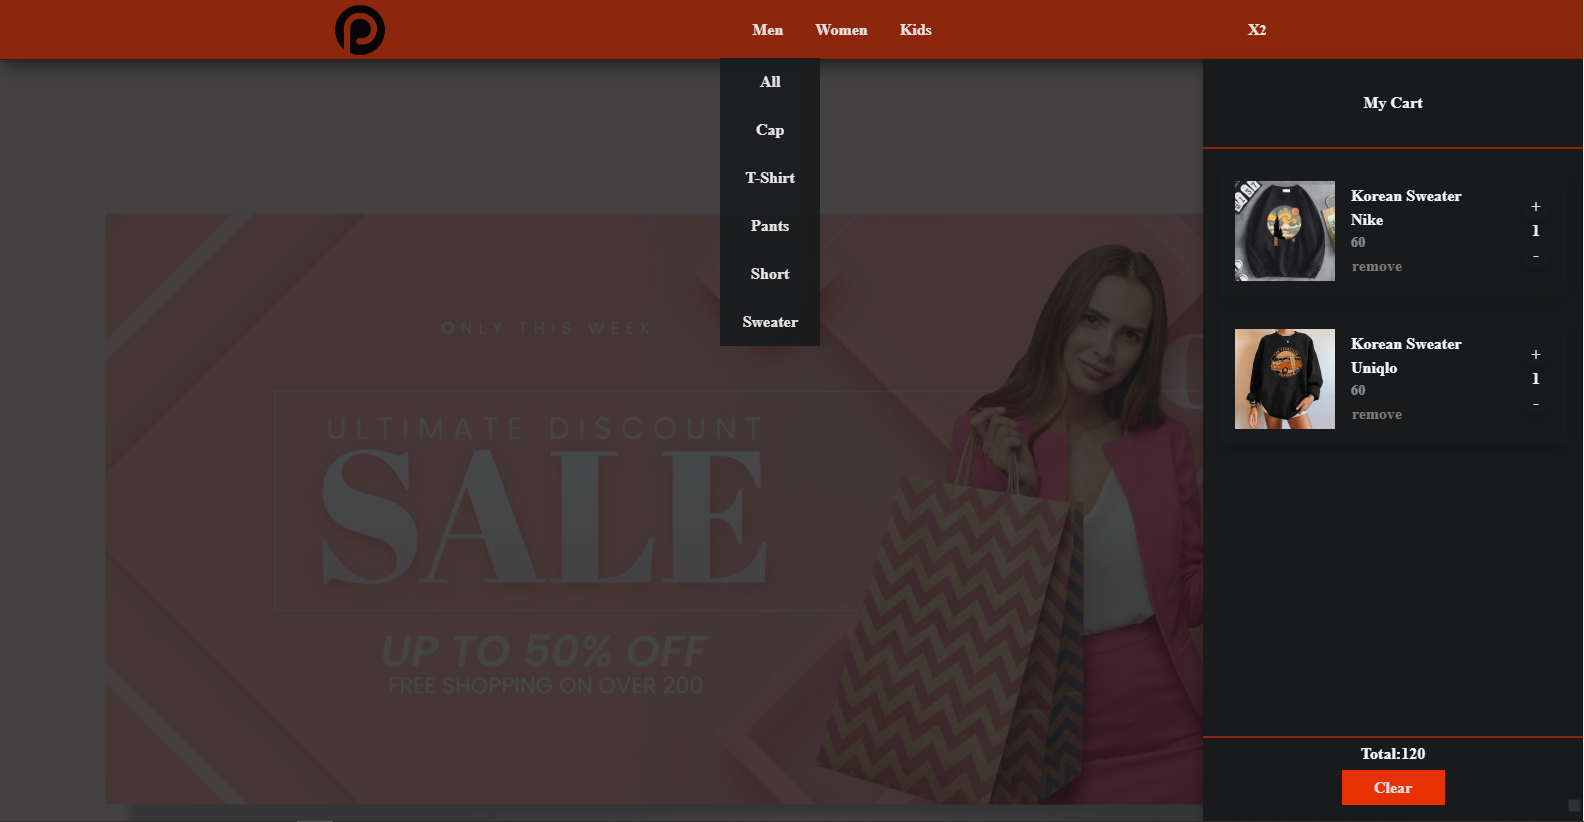 Men Women Kids X2
All
Cap
T-Shirt
Pants
Short
Sweater
ONLY THIS WEEK
ULTIMATE DISCOUNT
SALE
UP TO 50% OFF
FREE SHOPPING ON OVER 200
My Cart
Korean Sweater
Nike
60
remove
+
1
-
Korean Sweater
Uniqlo
60
remove
+
1
-
Total:120
Clear